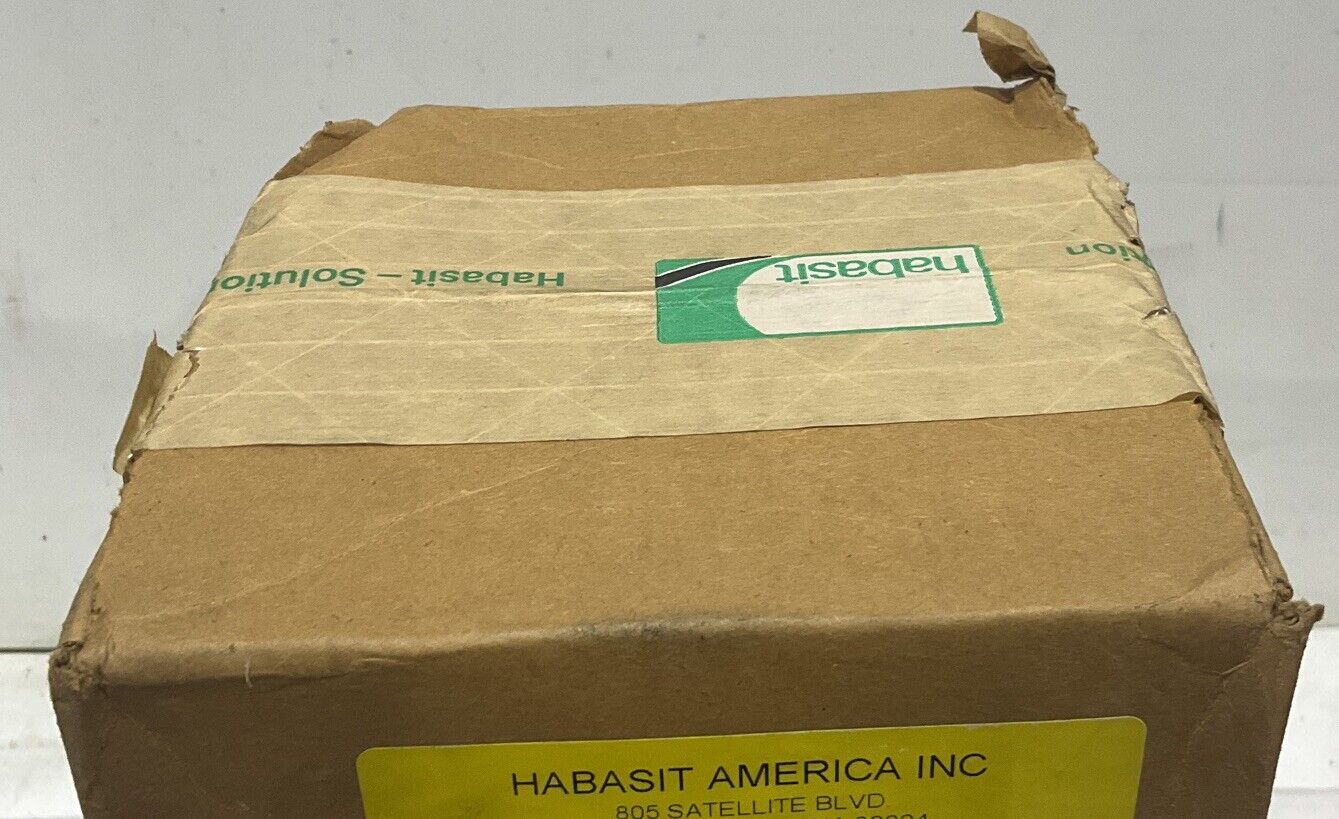 Habasit – Solutio
habasit
HABASIT AMERICA INC
805 SATELLITE BLVD